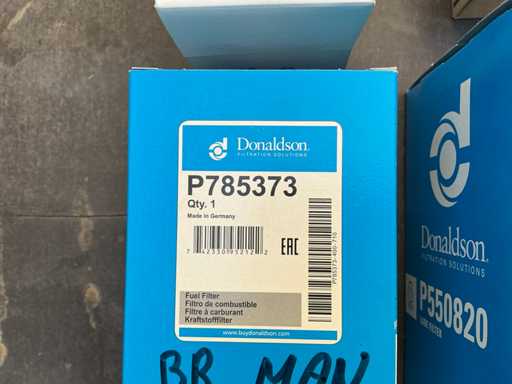 Donaldson.
FILTRATION SOLUTIONS
P785373
Qty. 1
Made in Germany
EAC
Fuel Filter
Filtro de combustible
Filtre à carburant
Kraftstofffilter
www.buydonaldson.com
BR MAN
Donaldson.
FILTRATION SOLUTIONS
P550820